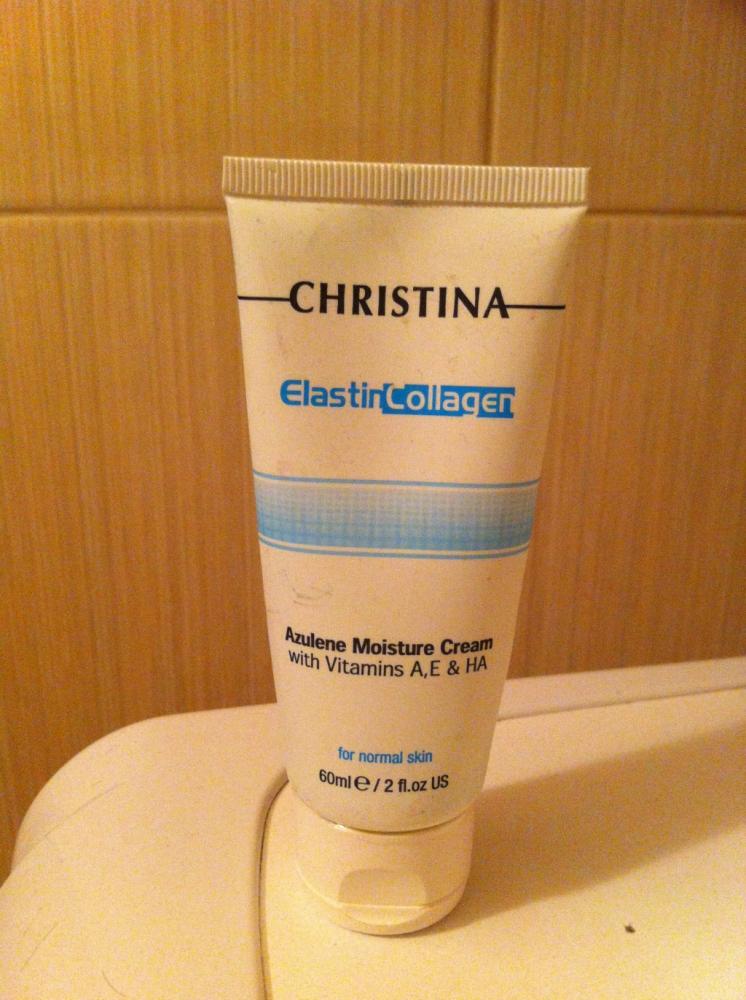 CHRISTINA
ElastinCollagen
Azulene Moisture Cream
with Vitamins A,E & HA
for normal skin
60ml ℮ / 2 fl.oz US